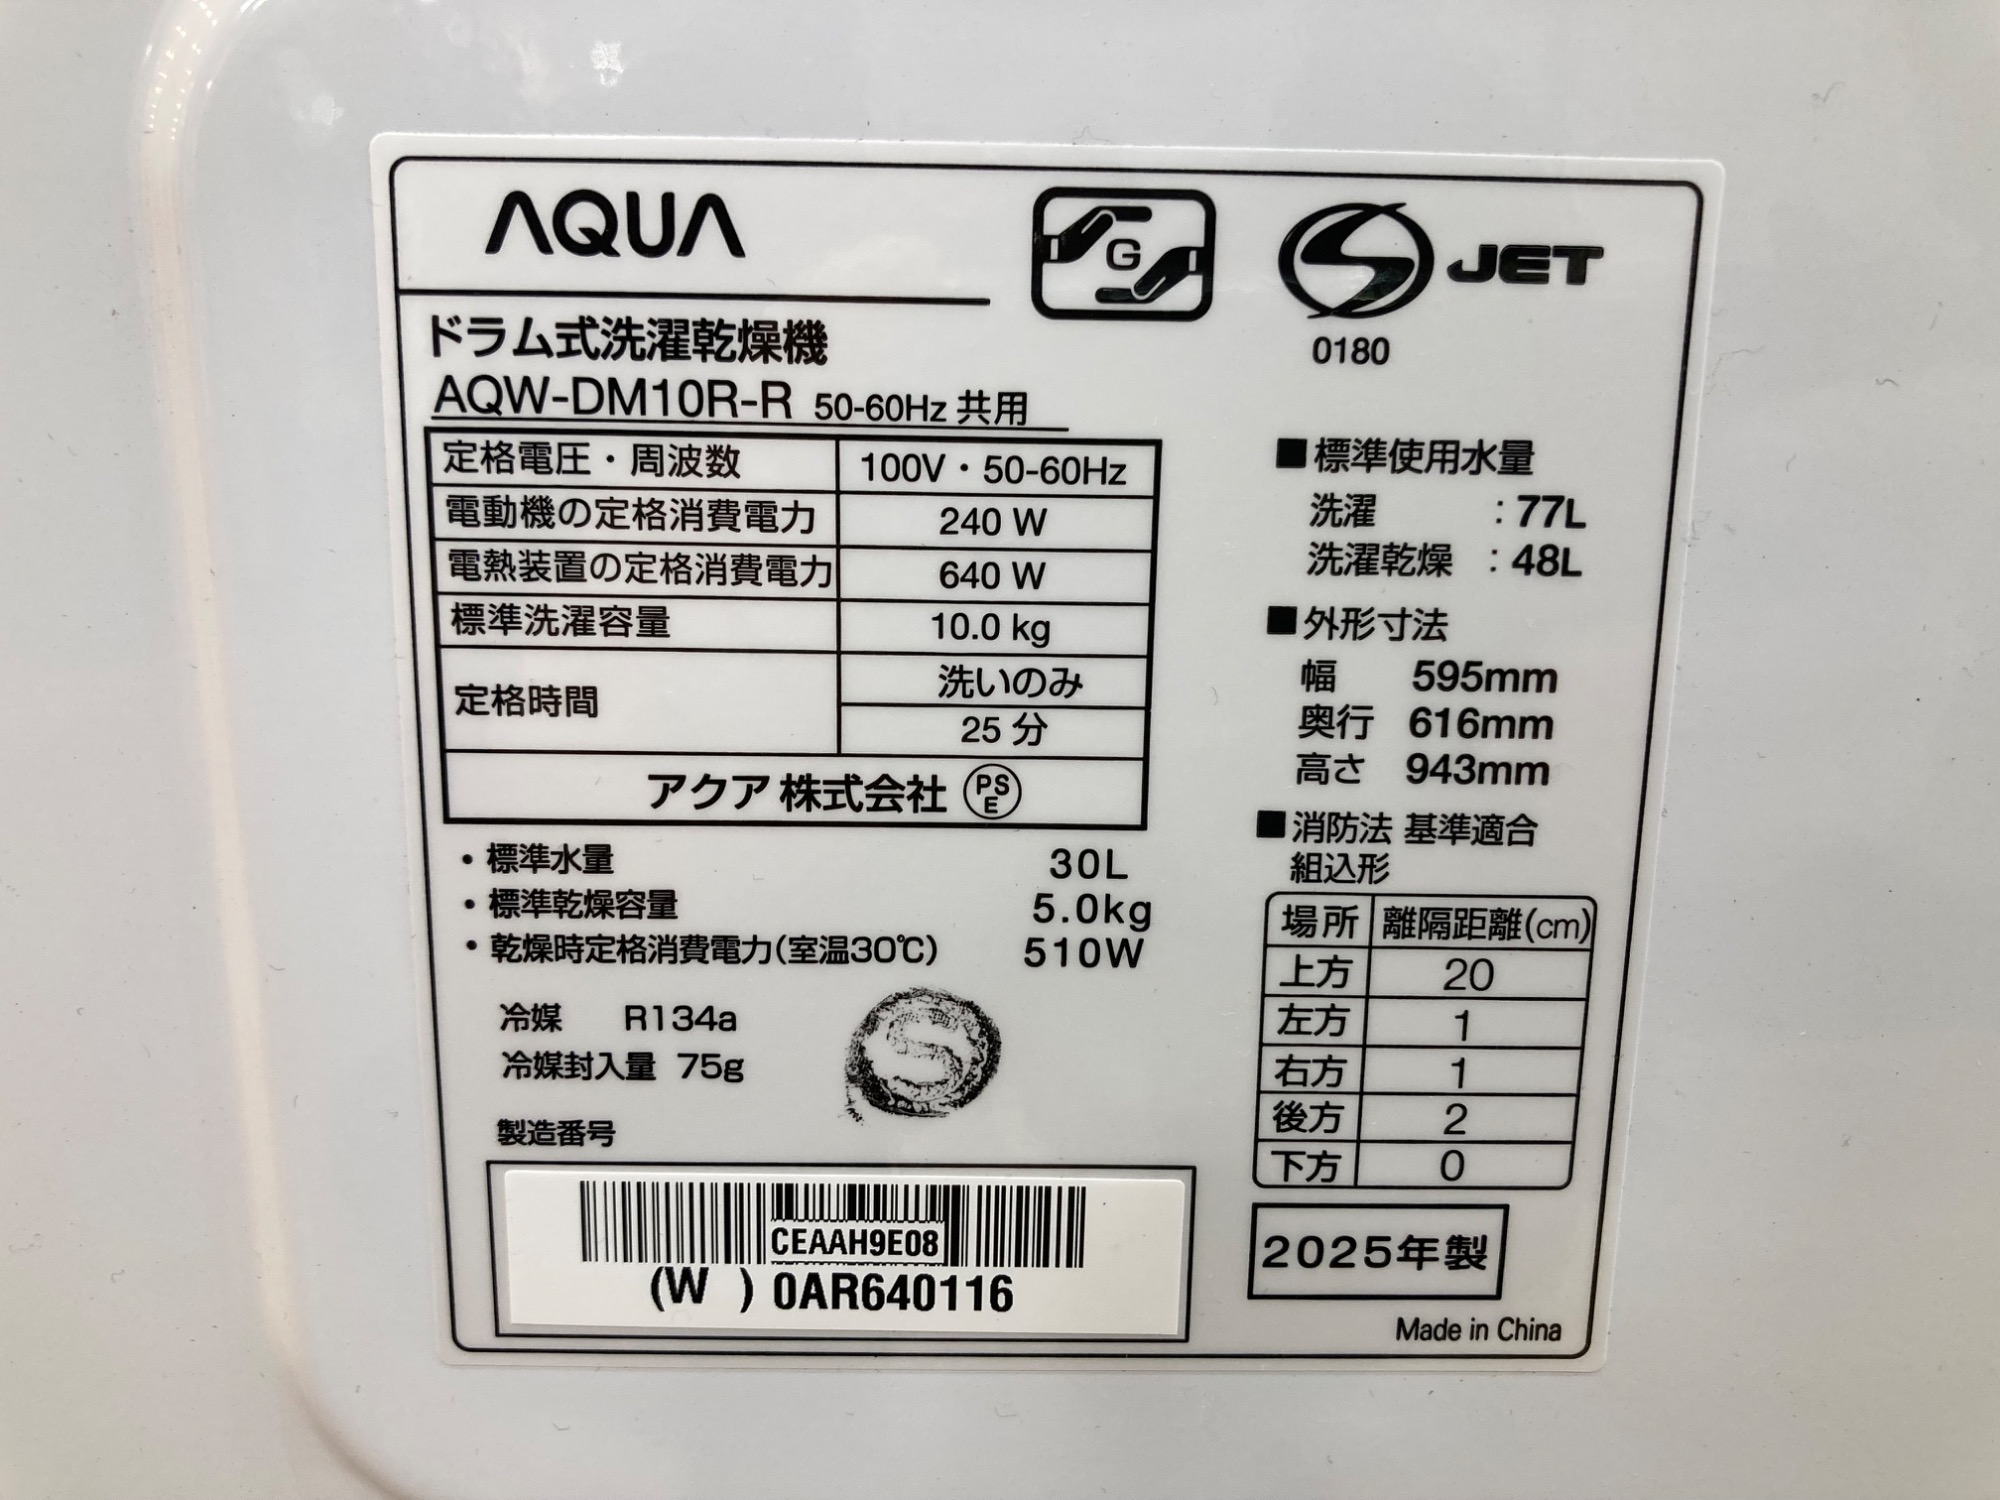 AQUA
G
S JET
0180
ドラム式洗濯乾燥機
AQW-DM10R-R 50-60Hz 共用
定格電圧・周波数 100V・50-60Hz
電動機の定格消費電力 240 W
電熱装置の定格消費電力 640 W
標準洗濯容量 10.0 kg
定格時間 洗いのみ
25 分
アクア 株式会社 PSE
・標準水量 30L
・標準乾燥容量 5.0kg
・乾燥時定格消費電力(室温30℃) 510W
冷媒 R134a
冷媒封入量 75g
製造番号
CEAAH9E08
(W ) 0AR640116
■標準使用水量
洗濯 :77L
洗濯乾燥 :48L
■外形寸法
幅 595mm
奥行 616mm
高さ 943mm
■消防法 基準適合
組込形
場所 離隔距離(cm)
上方 20
左方 1
右方 1
後方 2
下方 0
2025年製
Made in China